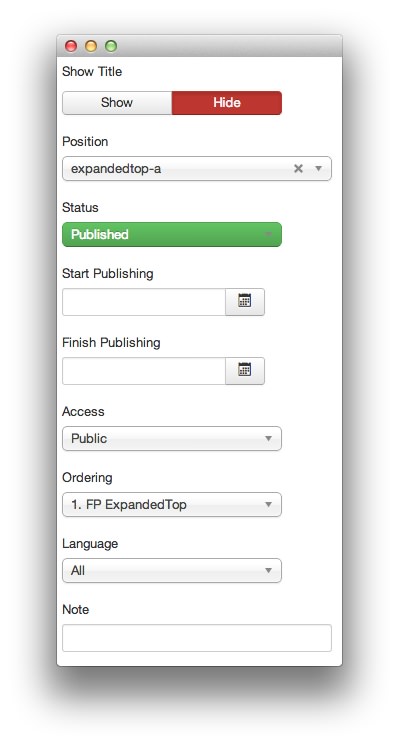 Show Title
Show Hide
Position
expandedtop-a
Status
Published
Start Publishing
Finish Publishing
Access
Public
Ordering
1. FP ExpandedTop
Language
All
Note